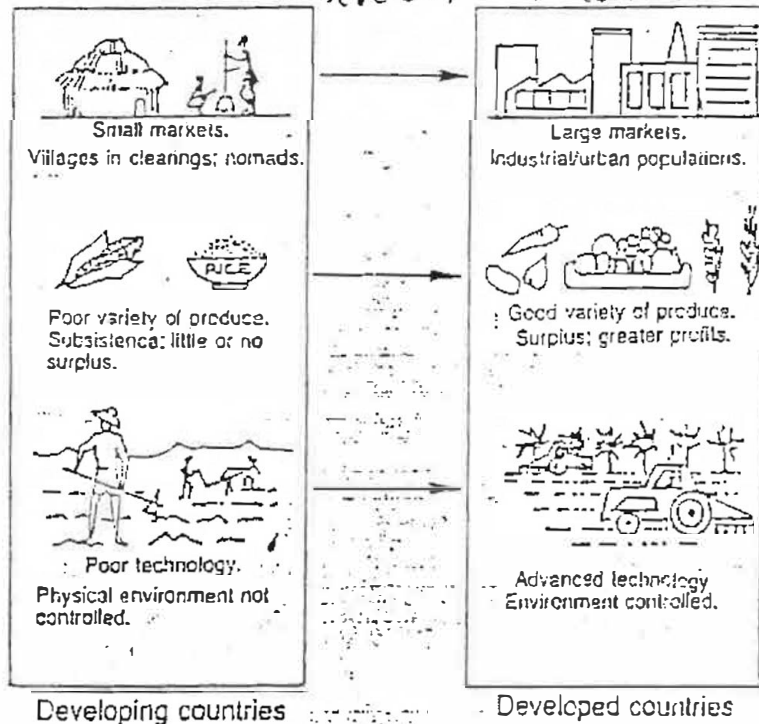 Small markets.
Villages in clearings; nomads.
Large markets.
Industrial/urban populations.
RICE
Poor variety of produce.
Subsistence: little or no
surplus.
Good variety of produce.
Surplus; greater profits.
Poor technology.
Physical environment not
controlled.
Advanced technology
Environment controlled.
Developing countries
Developed countries